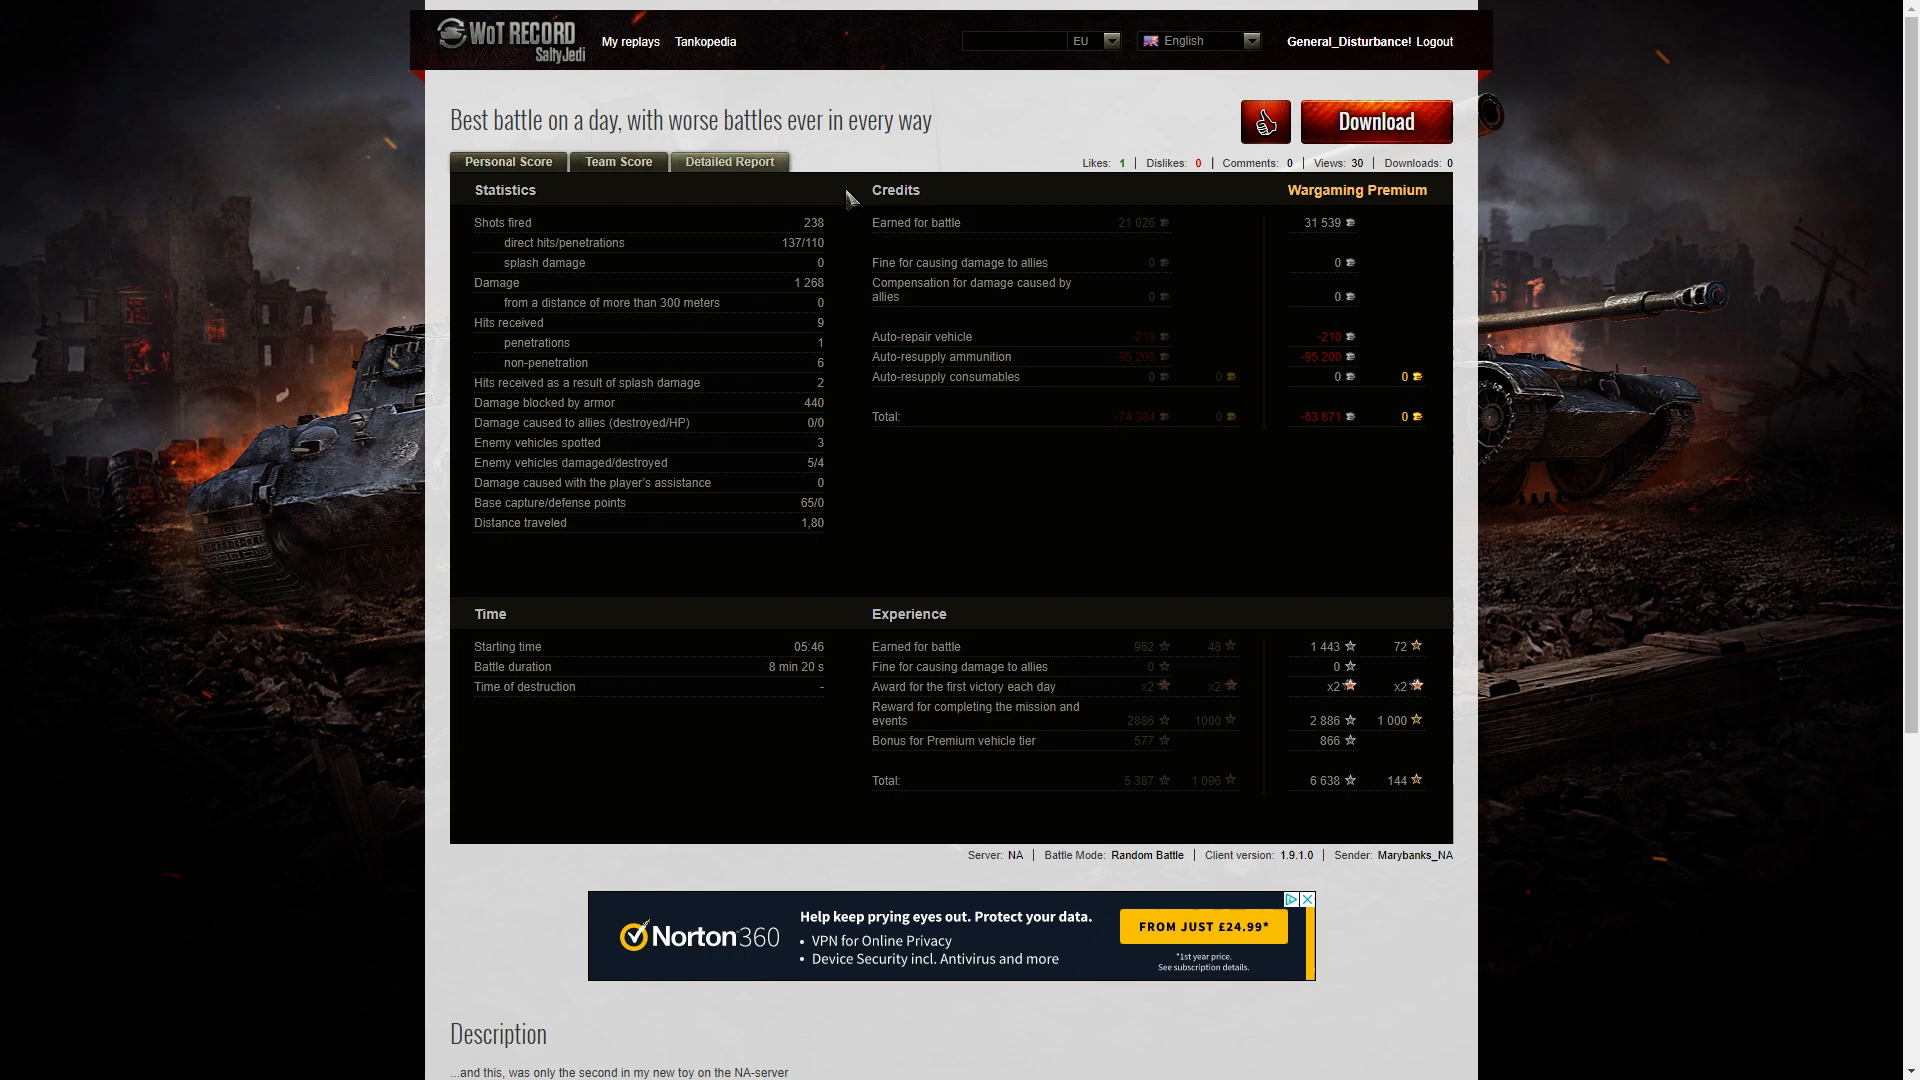 WoT RECORD
SaltyJedi
My replays Tankopedia
EU English General_Disturbance! Logout
Best battle on a day, with worse battles ever in every way
Download
Personal Score Team Score Detailed Report
Likes: 1 | Dislikes: 0 | Comments: 0 | Views: 30 | Downloads: 0
Statistics
Shots fired 238
direct hits/penetrations 137/110
splash damage 0
Damage 1 268
from a distance of more than 300 meters 0
Hits received 9
penetrations 1
non-penetration 6
Hits received as a result of splash damage 2
Damage blocked by armor 440
Damage caused to allies (destroyed/HP) 0/0
Enemy vehicles spotted 3
Enemy vehicles damaged/destroyed 5/4
Damage caused with the player's assistance 0
Base capture/defense points 65/0
Distance traveled 1,80
Credits Wargaming Premium
Earned for battle 21 026 31 539
Fine for causing damage to allies 0 0
Compensation for damage caused by
allies 0 0
Auto-repair vehicle -210 -210
Auto-resupply ammunition -95 200 -95 200
Auto-resupply consumables 0 0 0 0
Total: -74 384 0 -63 871 0
Time
Starting time 05:46
Battle duration 8 min 20 s
Time of destruction -
Experience
Earned for battle 962 48 1 443 72
Fine for causing damage to allies 0 0
Award for the first victory each day x2 x2 x2 x2
Reward for completing the mission and
events 2886 1000 2 886 1 000
Bonus for Premium vehicle tier 577 866
Total: 5 387 1 096 6 638 144
Server: NA | Battle Mode: Random Battle | Client version: 1.9.1.0 | Sender: Marybanks_NA
Norton 360
Help keep prying eyes out. Protect your data.
• VPN for Online Privacy
• Device Security incl. Antivirus and more
FROM JUST £24.99*
*1st year price.
See subscription details.
Description
...and this, was only the second in my new toy on the NA-server